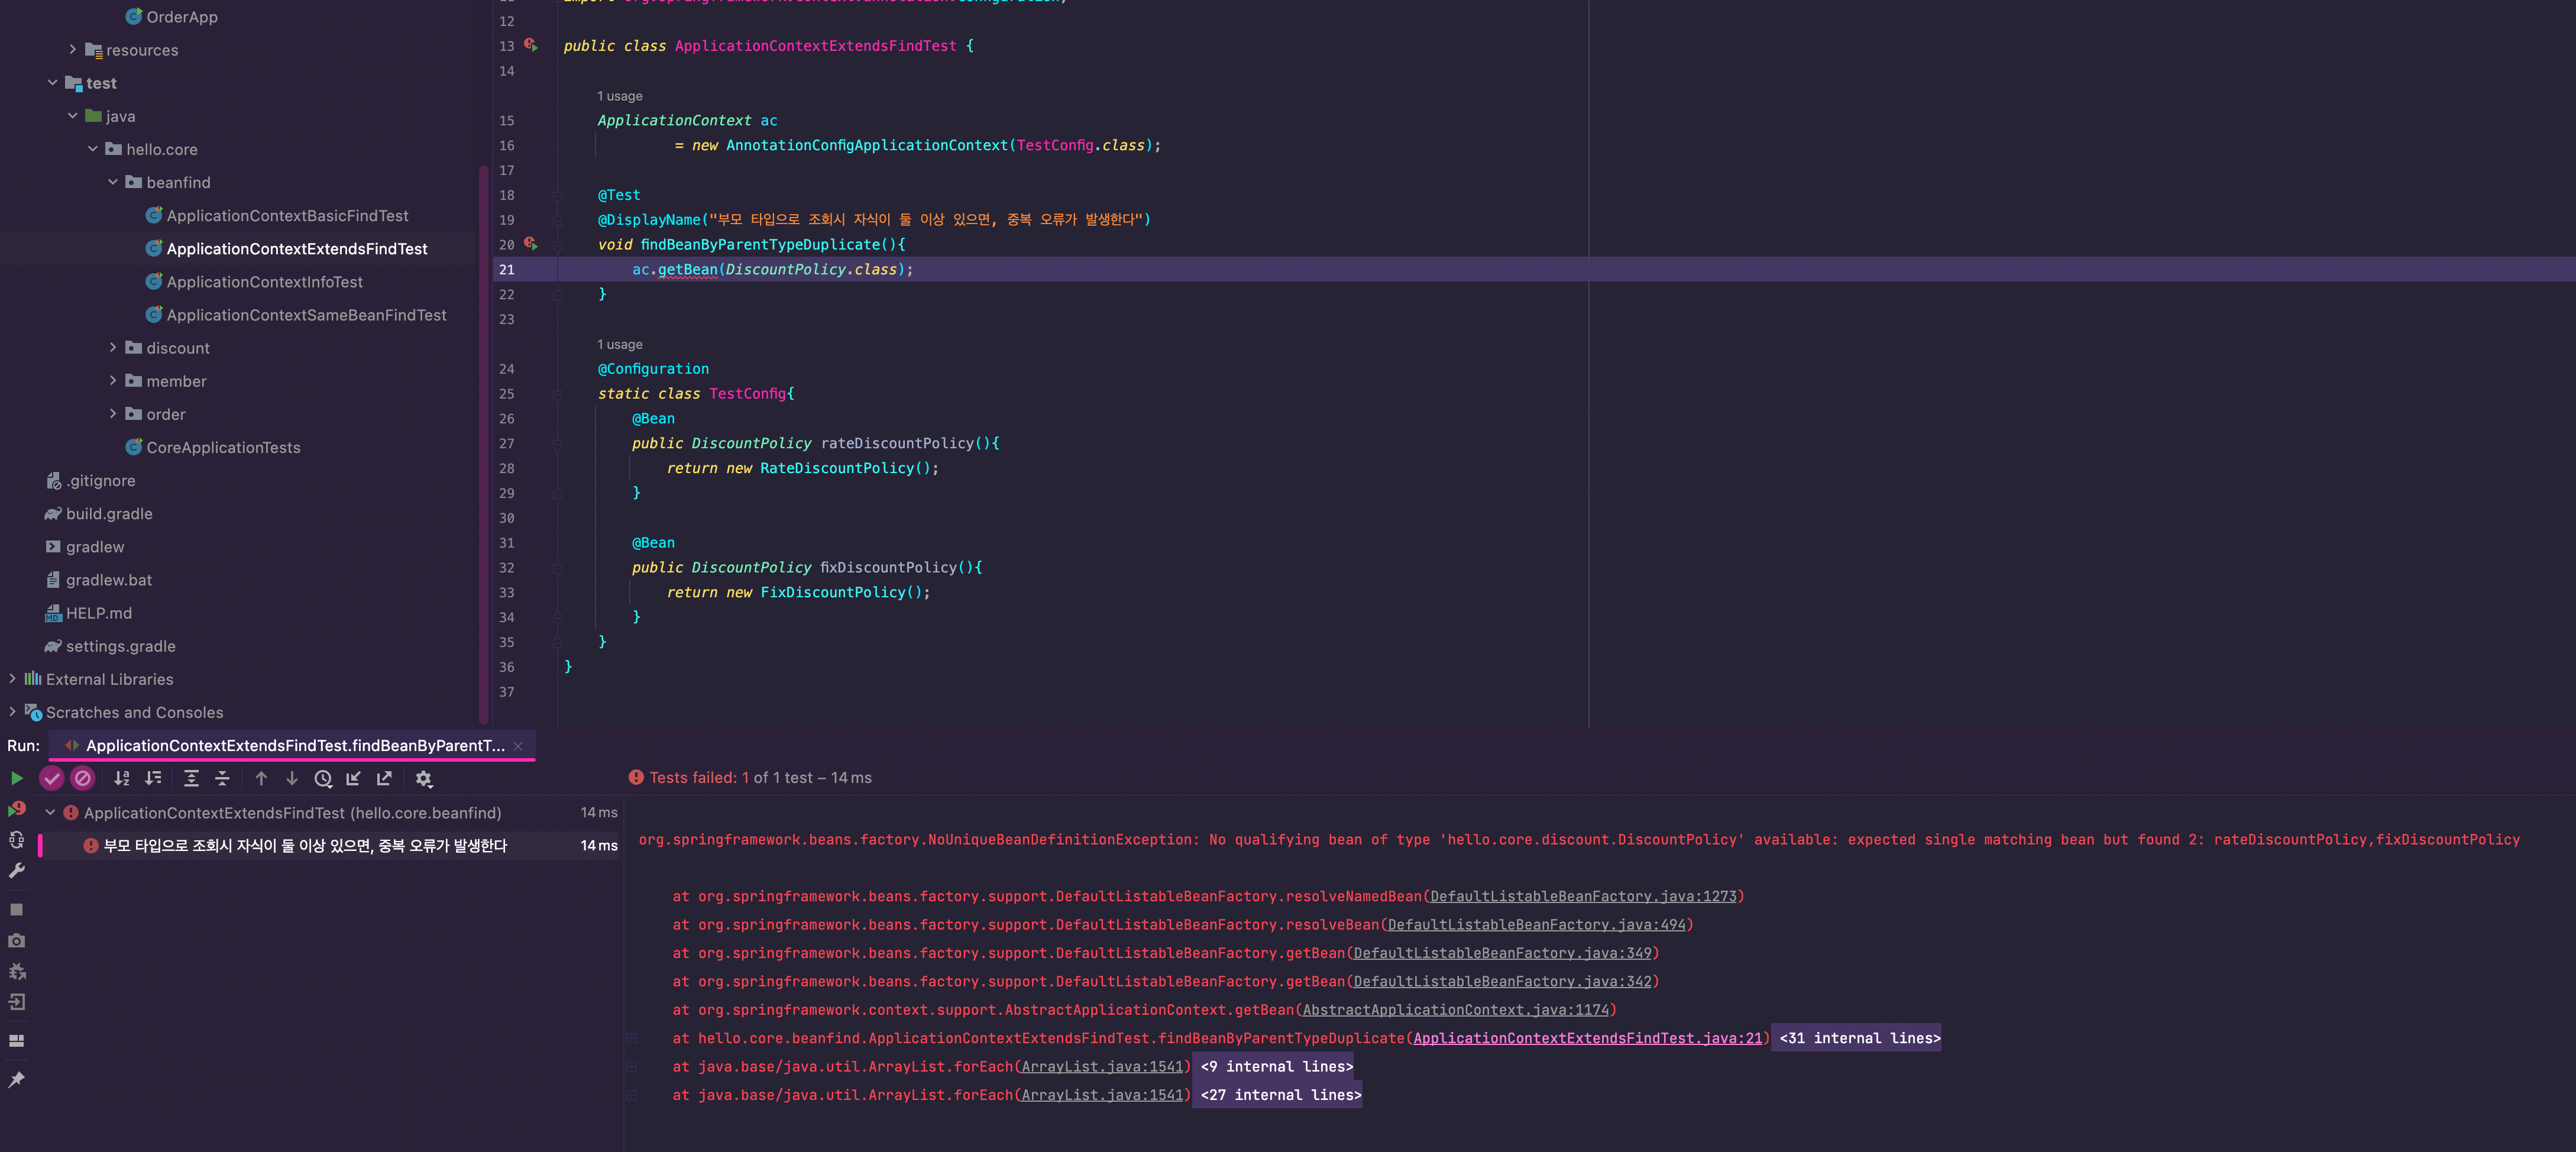 OrderApp
resources
test
java
hello.core
beanfind
ApplicationContextBasicFindTest
ApplicationContextExtendsFindTest
ApplicationContextInfoTest
ApplicationContextSameBeanFindTest
discount
member
order
CoreApplicationTests
.gitignore
build.gradle
gradlew
gradlew.bat
HELP.md
settings.gradle
External Libraries
Scratches and Consoles
12
13 public class ApplicationContextExtendsFindTest {
14
1 usage
15 ApplicationContext ac
16 = new AnnotationConfigApplicationContext(TestConfig.class);
17
18 @Test
19 @DisplayName("부모 타입으로 조회시 자식이 둘 이상 있으면, 중복 오류가 발생한다")
20 void findBeanByParentTypeDuplicate(){
21 ac.getBean(DiscountPolicy.class);
22 }
23
1 usage
24 @Configuration
25 static class TestConfig{
26 @Bean
27 public DiscountPolicy rateDiscountPolicy(){
28 return new RateDiscountPolicy();
29 }
30
31 @Bean
32 public DiscountPolicy fixDiscountPolicy(){
33 return new FixDiscountPolicy();
34 }
35 }
36 }
37
Run: ApplicationContextExtendsFindTest.findBeanByParentT...
Tests failed: 1 of 1 test – 14 ms
ApplicationContextExtendsFindTest (hello.core.beanfind) 14 ms
부모 타입으로 조회시 자식이 둘 이상 있으면, 중복 오류가 발생한다 14 ms
org.springframework.beans.factory.NoUniqueBeanDefinitionException: No qualifying bean of type 'hello.core.discount.DiscountPolicy' available: expected single matching bean but found 2: rateDiscountPolicy,fixDiscountPolicy
at org.springframework.beans.factory.support.DefaultListableBeanFactory.resolveNamedBean(DefaultListableBeanFactory.java:1273)
at org.springframework.beans.factory.support.DefaultListableBeanFactory.resolveBean(DefaultListableBeanFactory.java:494)
at org.springframework.beans.factory.support.DefaultListableBeanFactory.getBean(DefaultListableBeanFactory.java:349)
at org.springframework.beans.factory.support.DefaultListableBeanFactory.getBean(DefaultListableBeanFactory.java:342)
at org.springframework.context.support.AbstractApplicationContext.getBean(AbstractApplicationContext.java:1174)
at hello.core.beanfind.ApplicationContextExtendsFindTest.findBeanByParentTypeDuplicate(ApplicationContextExtendsFindTest.java:21) <31 internal lines>
at java.base/java.util.ArrayList.forEach(ArrayList.java:1541) <9 internal lines>
at java.base/java.util.ArrayList.forEach(ArrayList.java:1541) <27 internal lines>